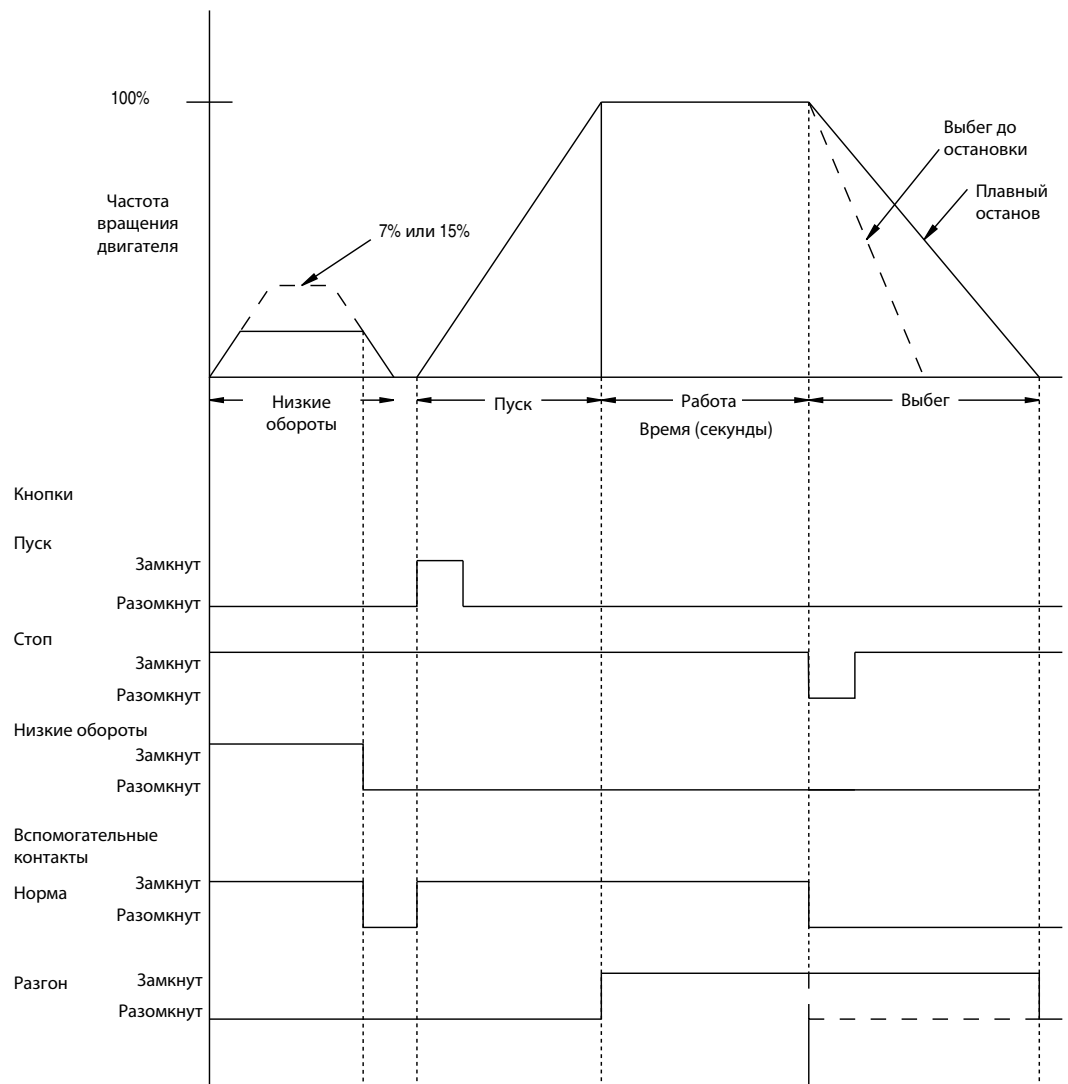 100%
Выбег до
остановки
Плавный
останов
Частота
вращения
двигателя
7% или 15%
Низкие
обороты
Пуск
Работа
Выбег
Время (секунды)
Кнопки
Пуск
Замкнут
Разомкнут
Стоп
Замкнут
Разомкнут
Низкие обороты
Замкнут
Разомкнут
Вспомогательные
контакты
Норма
Замкнут
Разомкнут
Разгон
Замкнут
Разомкнут